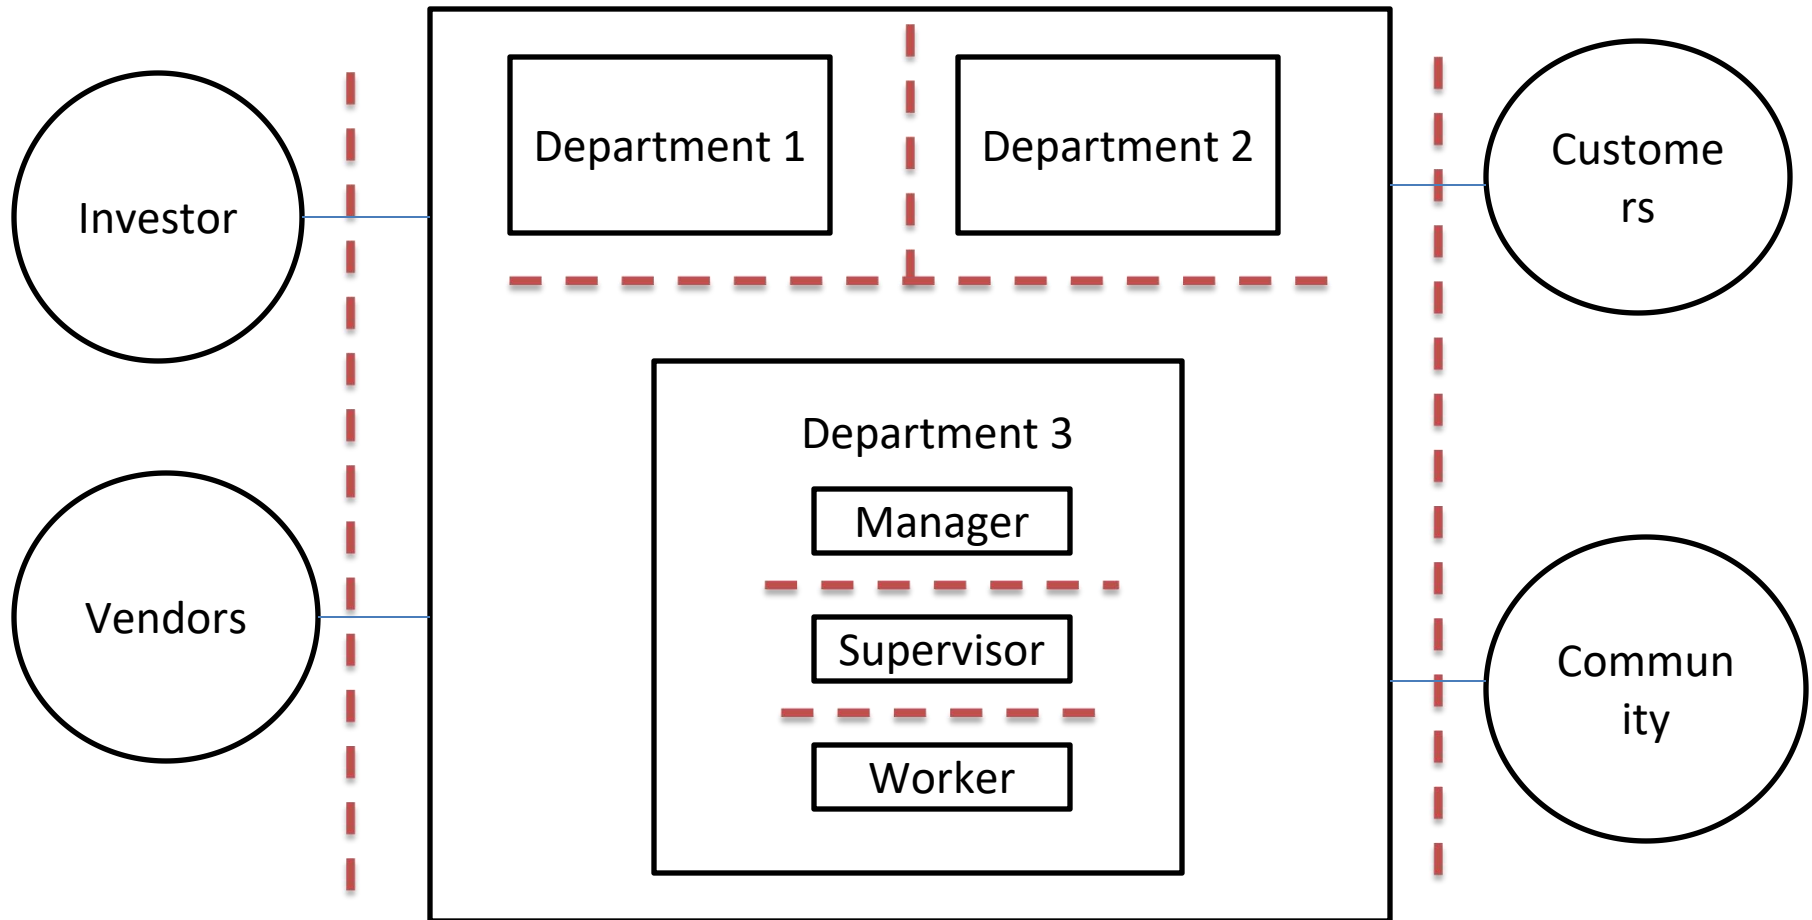 Department 1
Department 2
Investor
Custome
rs
Department 3
Manager
Vendors
Supervisor
Commun
ity
Worker